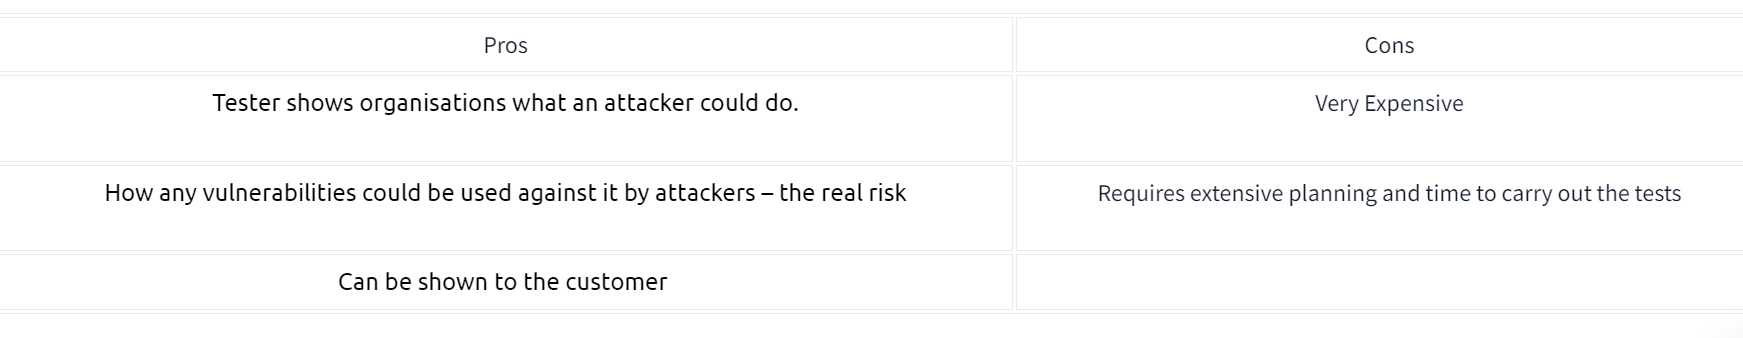 Pros
Cons
Tester shows organisations what an attacker could do.
Very Expensive
How any vulnerabilities could be used against it by attackers – the real risk
Requires extensive planning and time to carry out the tests
Can be shown to the customer